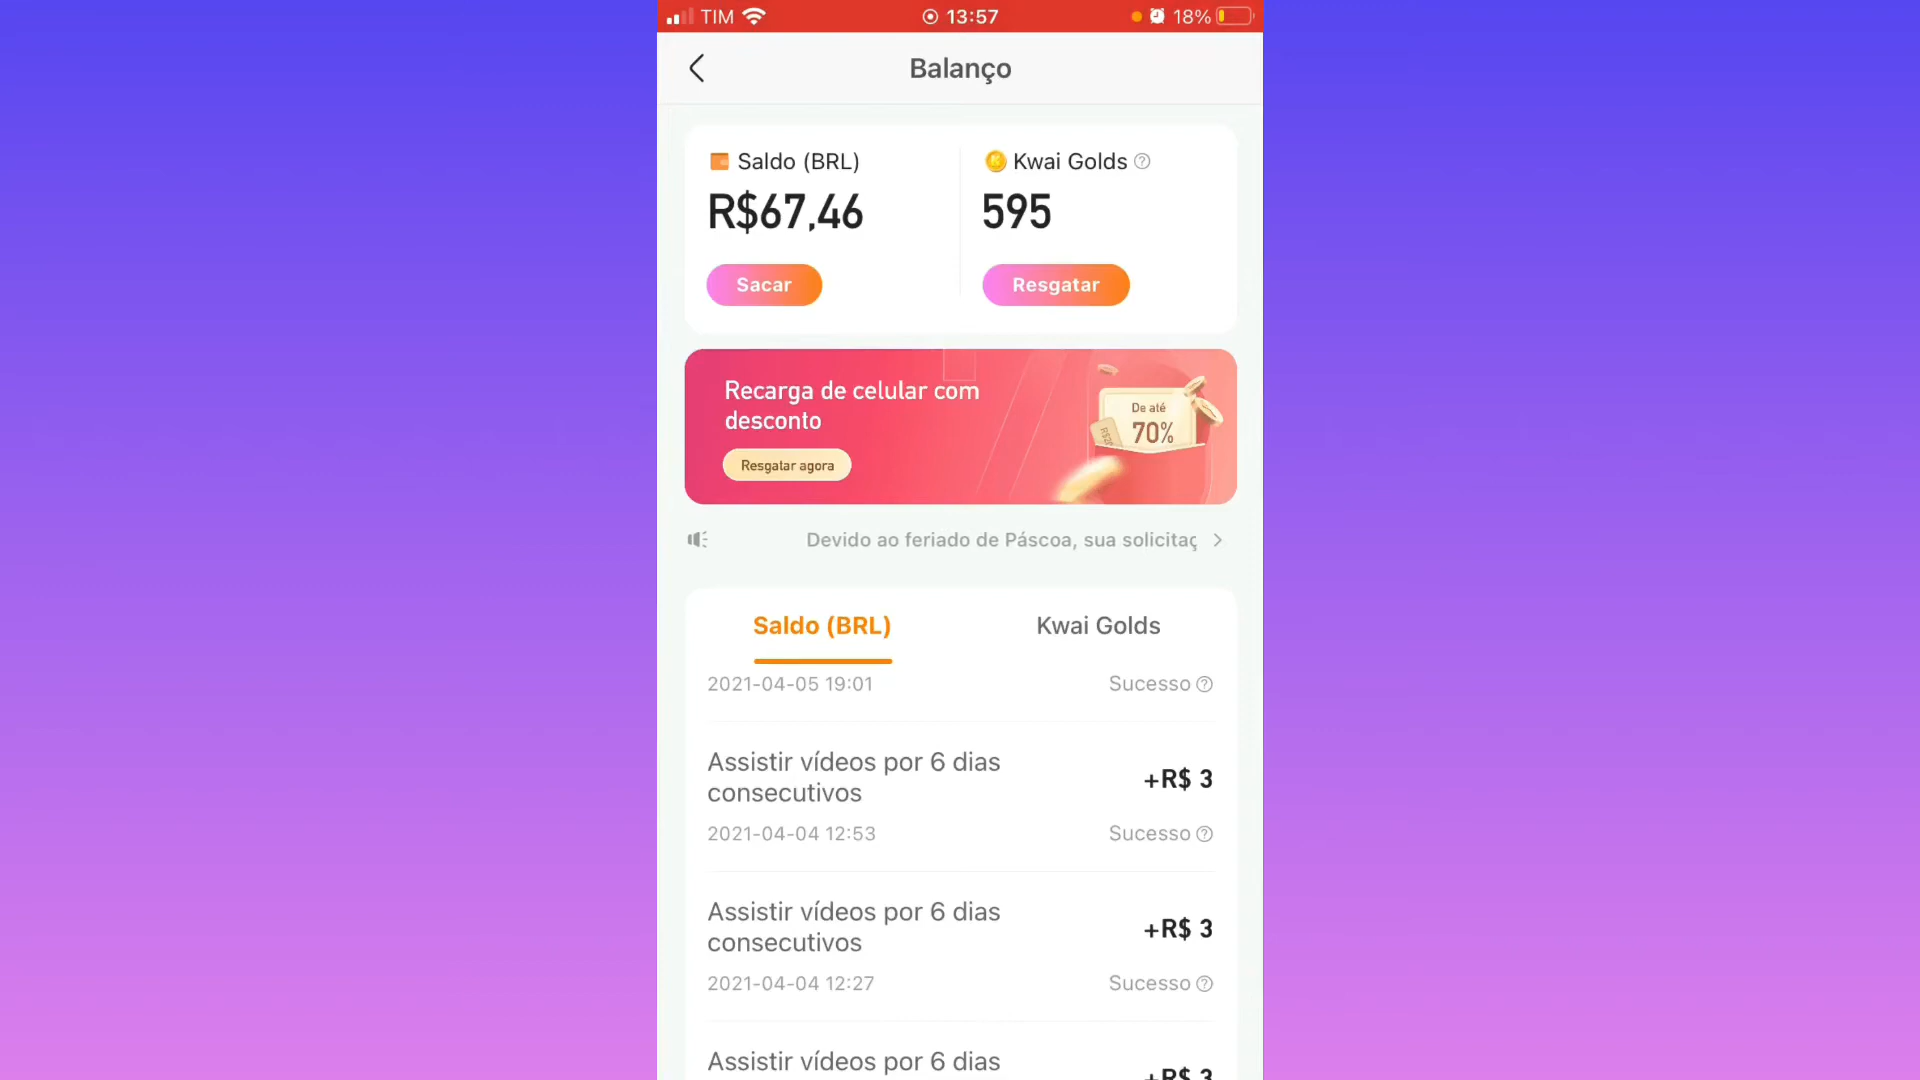 TIM 13:57 18%
Balanço
Saldo (BRL) Kwai Golds
R$67,46 595
Sacar Resgatar
Recarga de celular com
desconto
De até
70%
Resgatar agora
Devido ao feriado de Páscoa, sua solicitaç
Saldo (BRL) Kwai Golds
2021-04-05 19:01 Sucesso
Assistir vídeos por 6 dias
consecutivos
+R$ 3
2021-04-04 12:53 Sucesso
Assistir vídeos por 6 dias
consecutivos
+R$ 3
2021-04-04 12:27 Sucesso
Assistir vídeos por 6 dias
+R$ 3